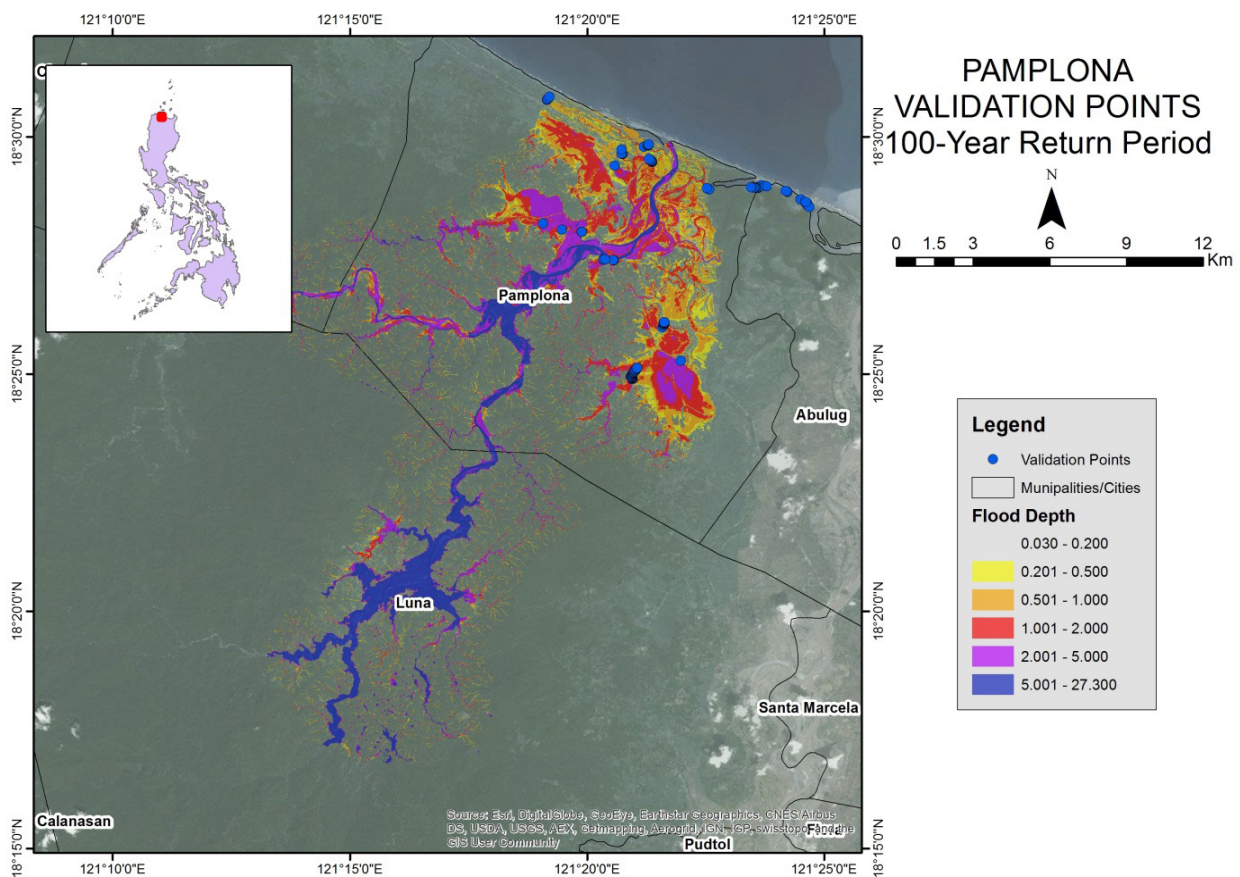 121°10'0"E
121°15'0"E
121°20'0"E
121°25'0"E
PAMPLONA
VALIDATION POINTS
100-Year Return Period
N
0 1.5 3 6 9 12
Km
18°30'0"N
18°30'0"N
Pamplona
18°25'0"N
18°25'0"N
Abulug
Legend
Validation Points
Munipalities/Cities
Flood Depth
0.030 - 0.200
0.201 - 0.500
0.501 - 1.000
1.001 - 2.000
2.001 - 5.000
5.001 - 27.300
18°20'0"N
18°20'0"N
Luna
Santa Marcela
Calanasan
Source: Esri, DigitalGlobe, GeoEye, Earthstar Geographics, CNES/Airbus
DS, USDA, USGS, AEX, Getmapping, Aerogrid, IGN, IGP, swisstopo, and the
GIS User Community
Pudtol
18°15'0"N
18°15'0"N
121°10'0"E
121°15'0"E
121°20'0"E
121°25'0"E